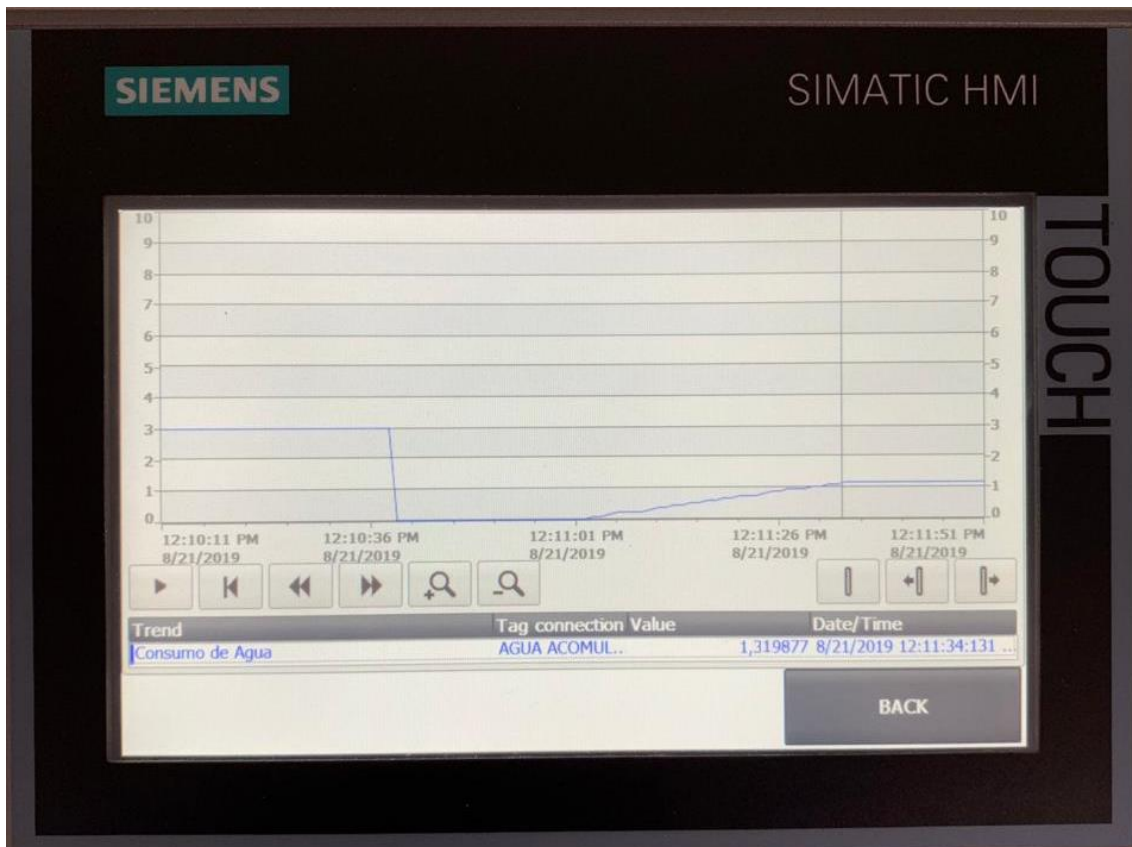 SIEMENS
SIMATIC HMI
TOUCH
10 10
9 9
8 8
7 7
6 6
5 5
4 4
3 3
2 2
1 1
0 0
12:10:11 PM 12:10:36 PM 12:11:01 PM 12:11:26 PM 12:11:51 PM
8/21/2019 8/21/2019 8/21/2019 8/21/2019 8/21/2019
Trend Tag connection Value Date/Time
Consumo de Agua AGUA ACOMUL.. 1,319877 8/21/2019 12:11:34:131 ...
BACK